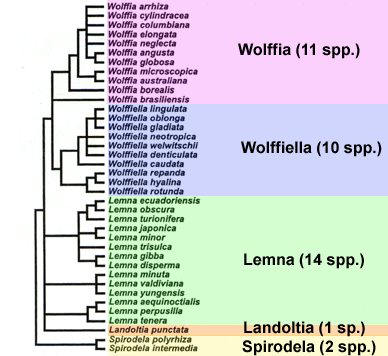 Wolffia arrhiza
Wolffia cylindracea
Wolffia columbiana
Wolffia elongata
Wolffia neglecta
Wolffia angusta
Wolffia globosa
Wolffia microscopica
Wolffia australiana
Wolffia borealis
Wolffia brasiliensis
Wolffia (11 spp.)
Wolffiella lingulata
Wolffiella oblonga
Wolffiella gladiata
Wolffiella neotropica
Wolffiella welwitschii
Wolffiella denticulata
Wolffiella caudata
Wolffiella repanda
Wolffiella hyalina
Wolffiella rotunda
Wolffiella (10 spp.)
Lemna ecuadoriensis
Lemna obscura
Lemna turionifera
Lemna japonica
Lemna minor
Lemna trisulca
Lemna gibba
Lemna disperma
Lemna minuta
Lemna valdiviana
Lemna yungensis
Lemna aequinoctialis
Lemna perpusilla
Lemna tenera
Lemna (14 spp.)
Landoltia punctata
Landoltia (1 sp.)
Spirodela polyrhiza
Spirodela intermedia
Spirodela (2 spp.)